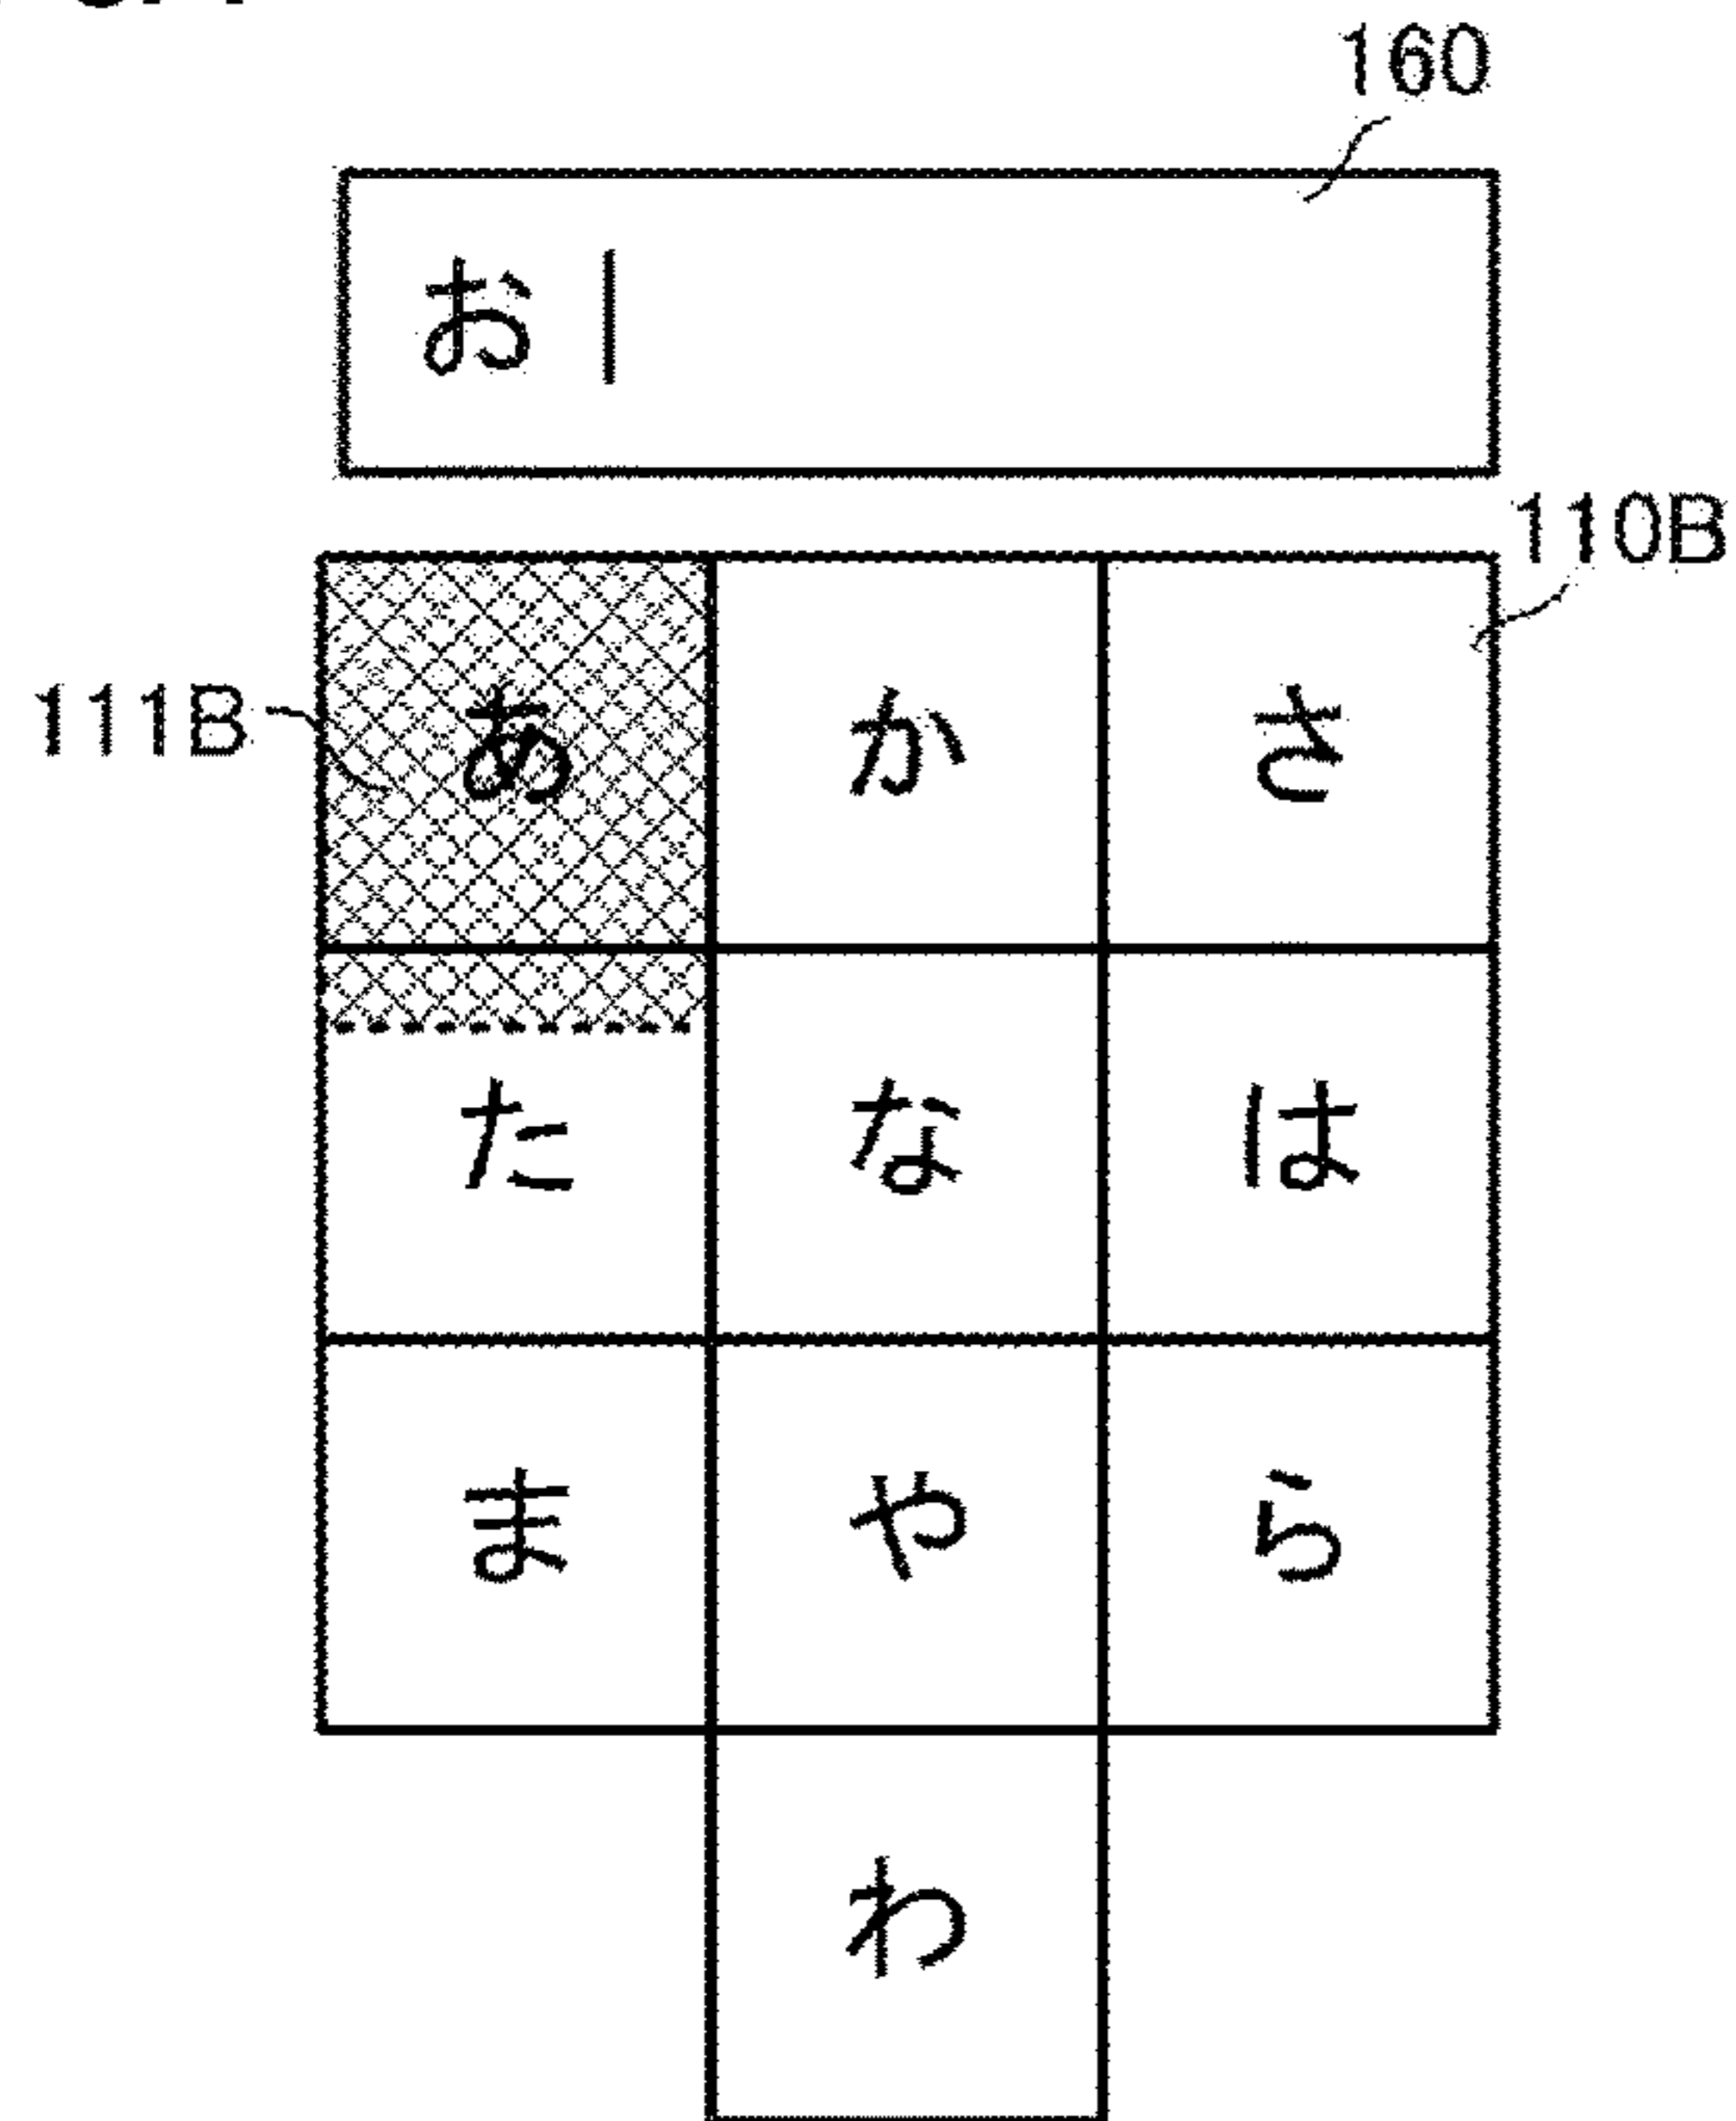 160
お
110B
111B
あ か さ
た な は
ま や ら
わ